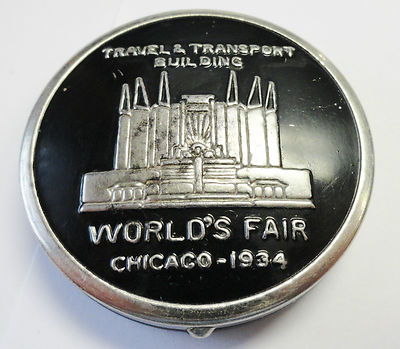 TRAVEL & TRANSPORT
BUILDING
WORLD'S FAIR
CHICAGO-1934